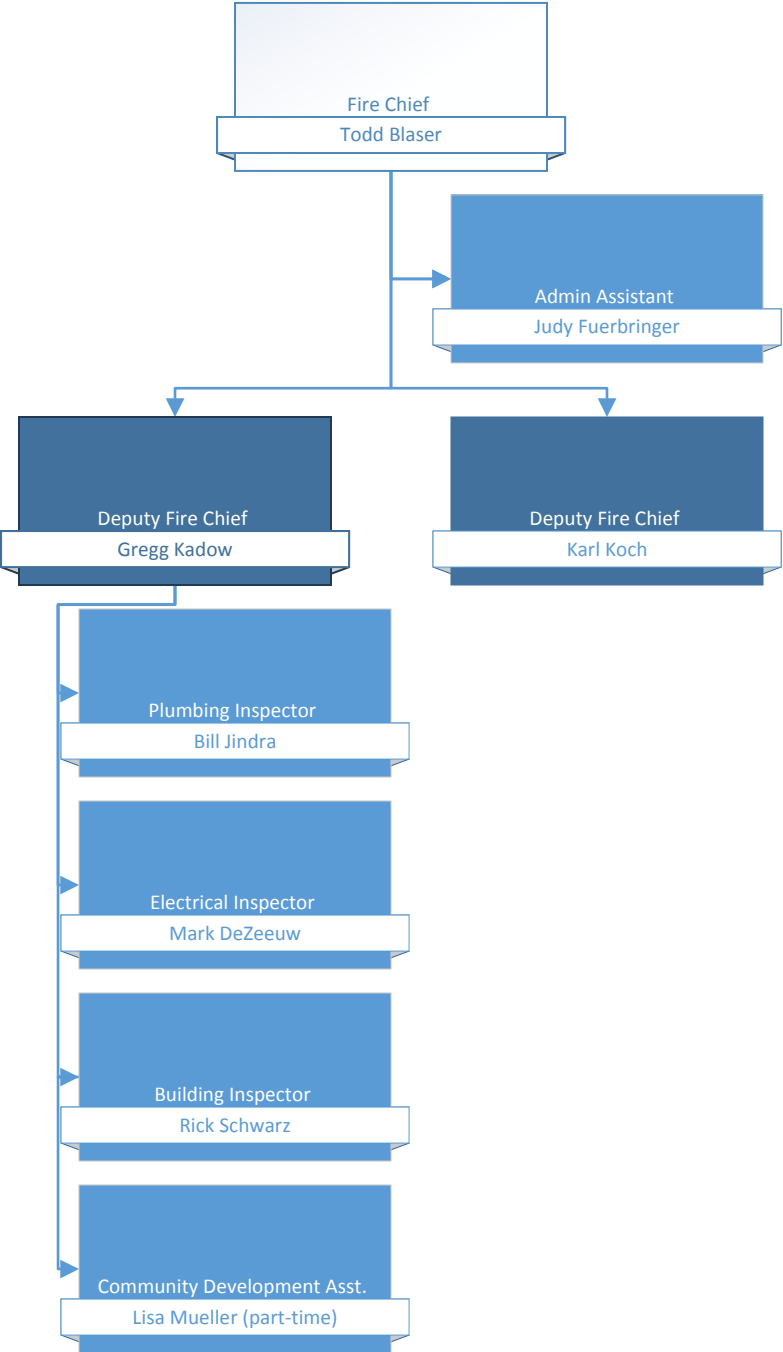 Fire Chief
Todd Blaser
Admin Assistant
Judy Fuerbringer
Deputy Fire Chief
Gregg Kadow
Deputy Fire Chief
Karl Koch
Plumbing Inspector
Bill Jindra
Electrical Inspector
Mark DeZeeuw
Building Inspector
Rick Schwarz
Community Development Asst.
Lisa Mueller (part-time)